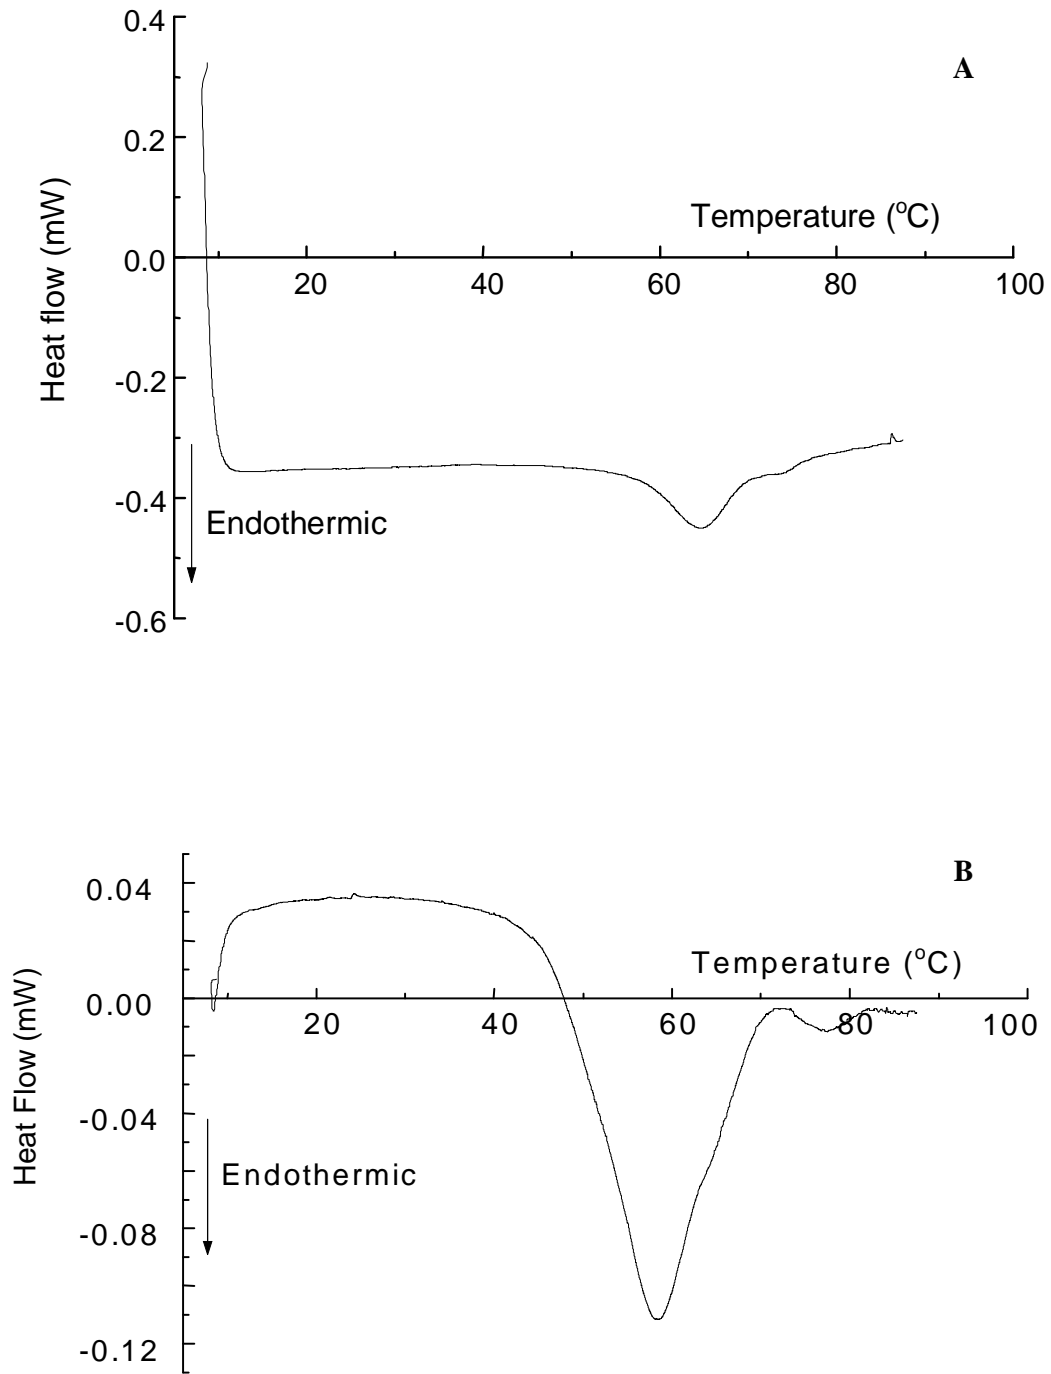 0.4
A
0.2
Temperature (°C)
0.0
20 40 60 80 100
Heat flow (mW)
-0.2
-0.4
Endothermic
-0.6
B
0.04
Temperature (°C)
0.00
20 40 60 80 100
Heat Flow (mW)
-0.04
Endothermic
-0.08
-0.12